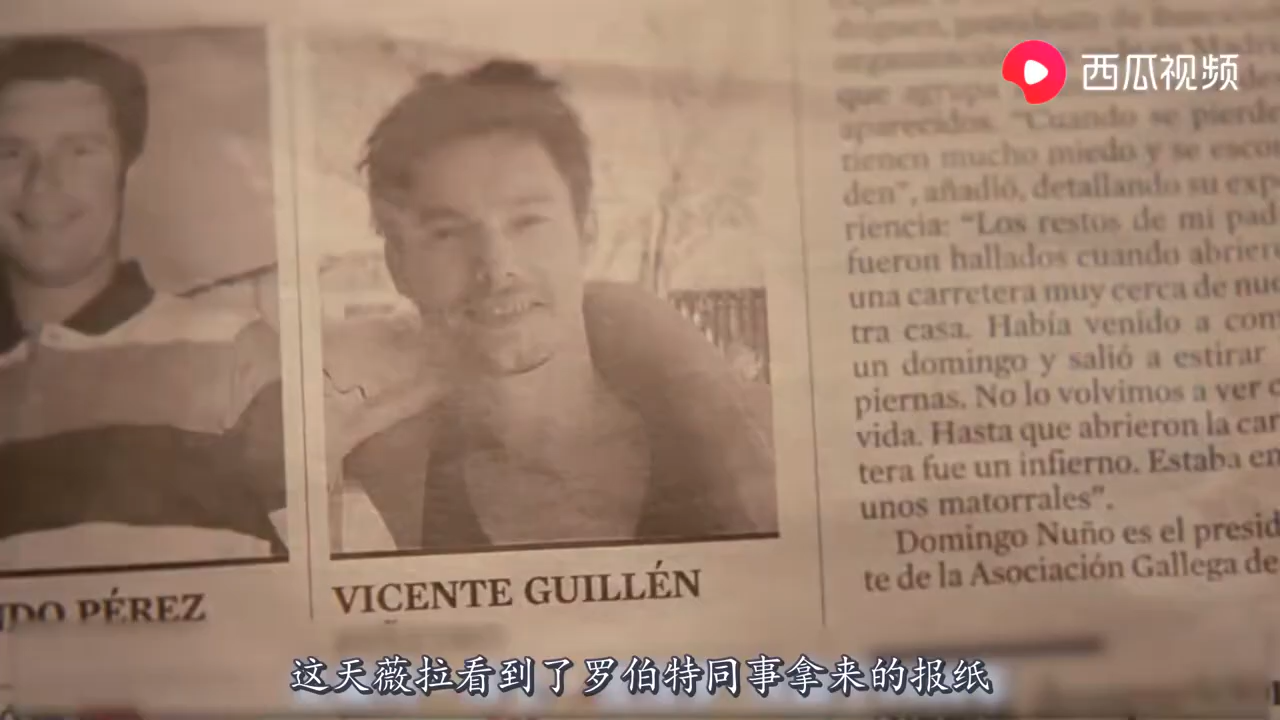 西瓜视频
que agrupa
aparecidos. "Cuando se pierde
tienen mucho miedo y se escon
den", añadió, detallando su expe
riencia: "Los restos de mi pad
fueron hallados cuando abriero
una carretera muy cerca de nue
tra casa. Había venido a com
un domingo y salió a estirar
piernas. No lo volvimos a ver c
vida. Hasta que abrieron la car
tera fue un infierno. Estaba en
unos matorrales".
Domingo Nuño es el presid
te de la Asociación Gallega de
NDO PÉREZ
VICENTE GUILLÉN
这天薇拉看到了罗伯特同事拿来的报纸